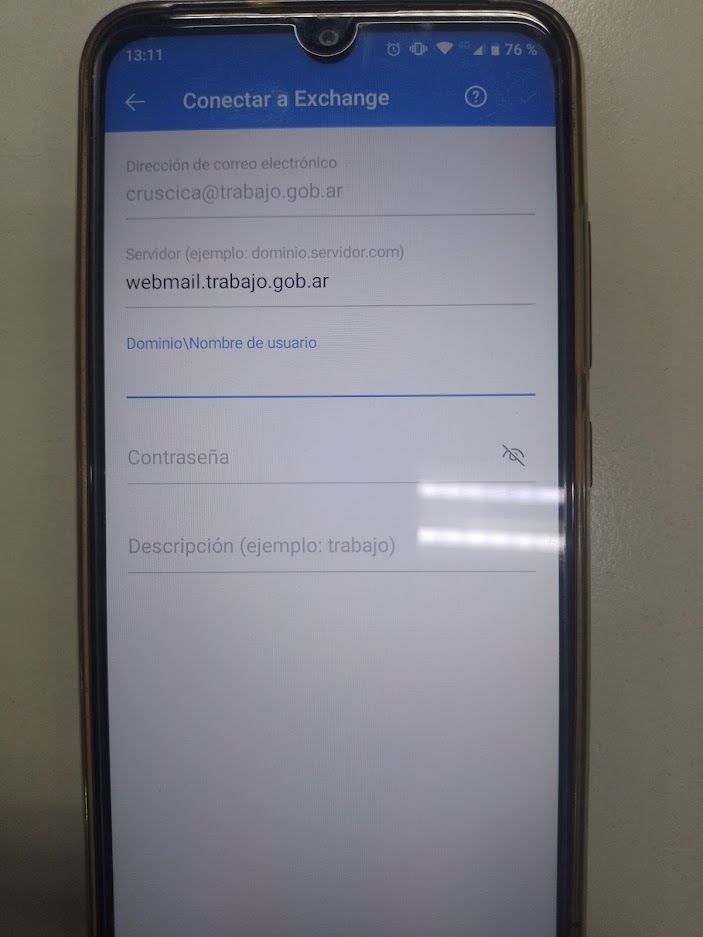 13:11 76 %
Conectar a Exchange ?
Dirección de correo electrónico
cruscica@trabajo.gob.ar
Servidor (ejemplo: dominio.servidor.com)
webmail.trabajo.gob.ar
Dominio\Nombre de usuario
Contraseña
Descripción (ejemplo: trabajo)